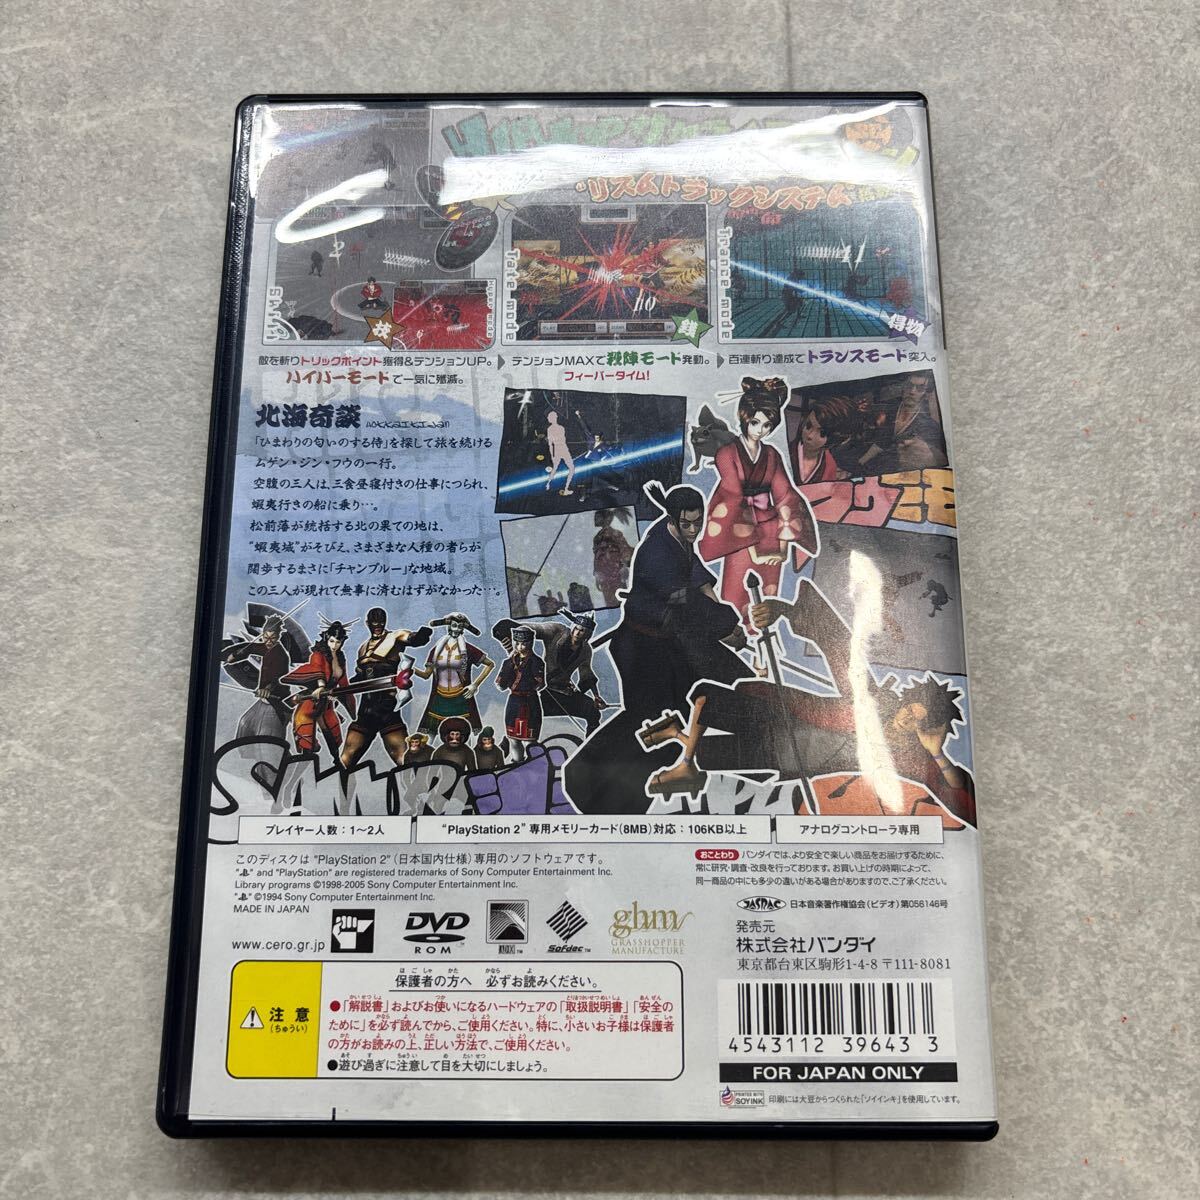 "リズムトラックシステム"
Hyper mode
Tate mode
Trance mode
技
銭
得物
敵を斬りトリックポイント獲得&テンションUP。
ハイパーモードで一気に殲滅。
テンションMAXで殺陣モード発動。
フィーバータイム!
百連斬り達成でトランスモード突入。
北海奇談
「ひまわりの匂いのする侍」を探して旅を続ける
ムゲン・ジン・フウの一行。
空腹の三人は、三食昼寝付きの仕事につられ、
蝦夷行きの船に乗り…。
松前藩が統括する北の果ての地は、
"蝦夷城"がそびえ、さまざまな人種の者らが
闊歩するまさに「チャンプルー」な地域。
この三人が現れて無事に済むはずがなかった…。
プレイヤー人数:1〜2人
"PlayStation 2"専用メモリーカード(8MB)対応:106KB以上
アナログコントローラ専用
このディスクは "PlayStation 2"(日本国内仕様)専用のソフトウェアです。
" " and "PlayStation" are registered trademarks of Sony Computer Entertainment Inc.
Library programs ©1998-2005 Sony Computer Entertainment Inc.
" " ©1994 Sony Computer Entertainment Inc.
MADE IN JAPAN
おことわり バンダイでは、より安全で楽しい商品をお届けするために、
常に研究・調査・改良を行っております。お買い上げの時期によって、
同一商品の中にも多少の違いがある場合がありますので、ご了承ください。
JASRAC 日本音楽著作権協会(ビデオ)第056146号
www.cero.gr.jp
DVD
ROM
ADX ™
Sofdec ™
ghm
GRASSHOPPER
MANUFACTURE
発売元
株式会社バンダイ
東京都台東区駒形1-4-8 〒111-8081
保護者の方へ 必ずお読みください。
注意
(ちゅうい)
●「解説書」およびお使いになるハードウェアの「取扱説明書」「安全の
ために」を必ず読んでから、ご使用ください。特に、小さいお子様は保護者
の方がお読みの上、正しい方法で、ご使用ください。
●遊び過ぎに注意して目を大切にしましょう。
4543112 39643 3
FOR JAPAN ONLY
PRINTED WITH
SOY INK
印刷には大豆からつくられた「ソイインキ」を使用しています。